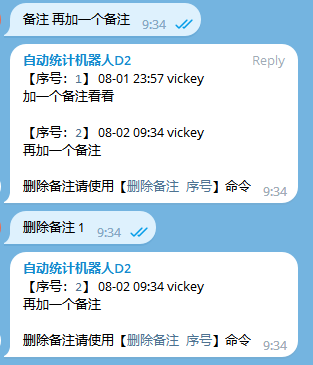 备注 再加一个备注 9:34
自动统计机器人D2 Reply
【序号：1】 08-01 23:57 vickey
加一个备注看看
【序号：2】 08-02 09:34 vickey
再加一个备注
删除备注请使用【删除备注 序号】命令 9:34
删除备注 1 9:34
自动统计机器人D2
【序号：2】 08-02 09:34 vickey
再加一个备注
删除备注请使用【删除备注 序号】命令 9:34